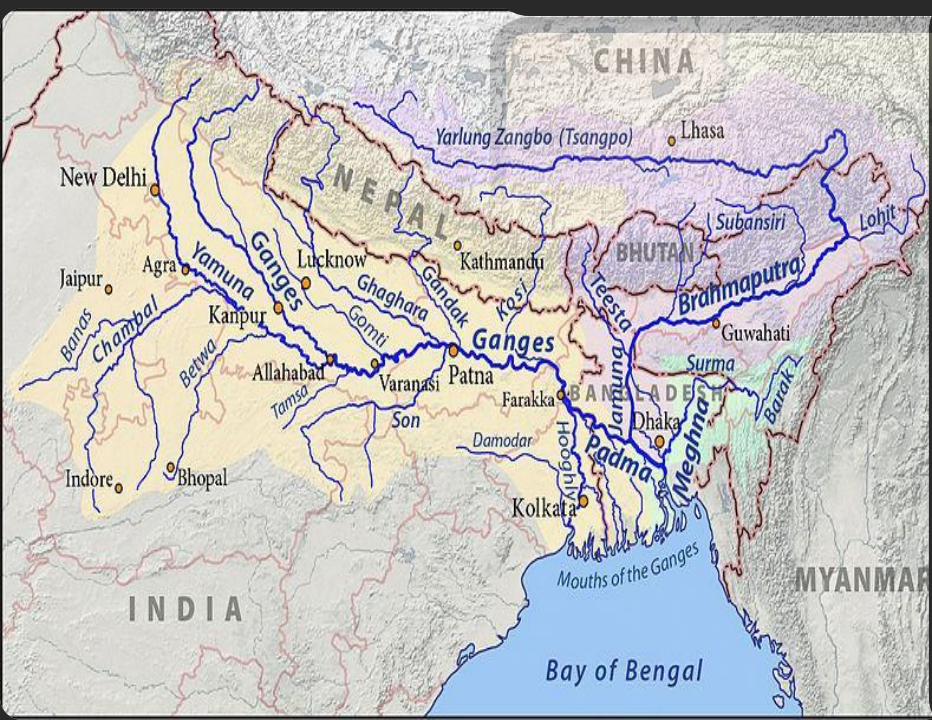 CHINA
Lhasa
Yarlung Zangbo (Tsangpo)
New Delhi
NEPAL
Subansiri
Lohit
Agra
Yamuna
Ganges
Lucknow
Kathmandu
BHUTAN
Jaipur
Ghaghara
Gandak
Kosi
Teesta
Brahmaputra
Banas
Chambal
Kanpur
Gomti
Ganges
Guwahati
Betwa
Allahabad
Varanasi
Patna
Surma
Barak
Tamsa
Farakka
BANGLADESH
Jamuna
Son
Dhaka
Damodar
Hooghly
Padma
Meghna
Indore
Bhopal
Kolkata
Mouths of the Ganges
MYANMAR
INDIA
Bay of Bengal